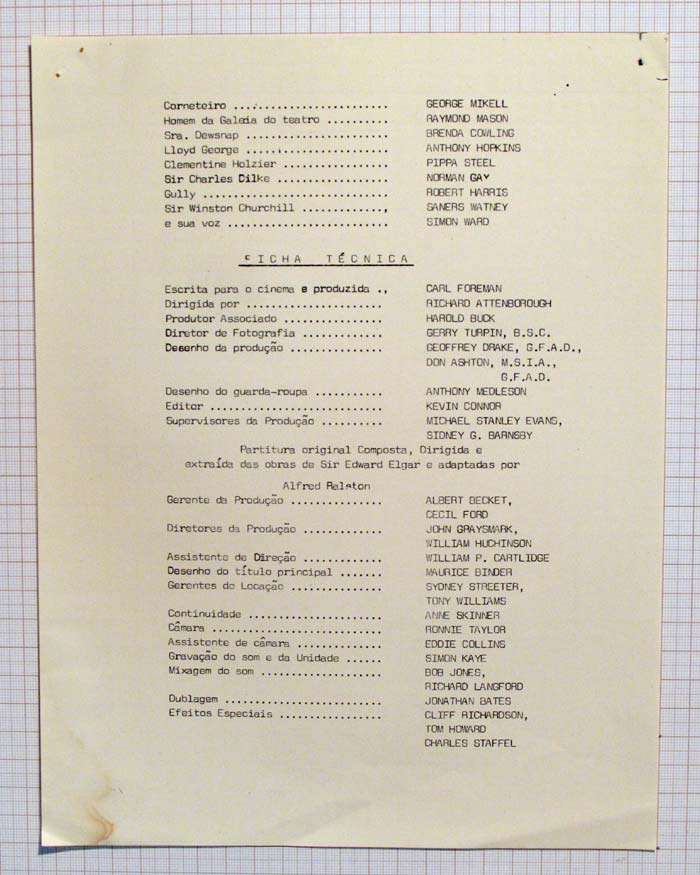 Corneteiro ........................ GEORGE MIKELL
Homem da Galeria do teatro .......... RAYMOND MASON
Sra. Dewsnap ...................... BRENDA COWLING
Lloyd George ...................... ANTHONY HOPKINS
Clementine Holzier ................ PIPPA STEEL
Sir Charles Dilke ................. NORMAN GAY
Gully ............................. ROBERT HARRIS
Sir Winston Churchill ............., SANERS WATNEY
e sua voz ......................... SIMON WARD
FICHA TÉCNICA
Escrita para o cinema e produzida ., CARL FOREMAN
Dirigida por ...................... RICHARD ATTENBOROUGH
Produtor Associado ................ HAROLD BUCK
Diretor de Fotografia ............. GERRY TURPIN, B.S.C.
Desenho da produção ............... GEOFFREY DRAKE, G.F.A.D.,
DON ASHTON, M.S.I.A.,
G.F.A.D.
Desenho do guarda-roupa ........... ANTHONY MEDLESON
Editor ............................ KEVIN CONNOR
Supervisores da Produção .......... MICHAEL STANLEY EVANS,
SIDNEY G. BARNSBY
Partitura original Composta, Dirigida e
extraída das obras de Sir Edward Elgar e adaptadas por
Alfred Ralston
Gerente da Produção ............... ALBERT BECKET,
CECIL FORD
Diretores da Produção ............. JOHN GRAYSMARK,
WILLIAM HUCHINSON
Assistente de Direção ............. WILLIAM P. CARTLIDGE
Desenho do título principal ....... MAURICE BINDER
Gerentes de Locação ............... SYDNEY STREETER,
TONY WILLIAMS
Continuidade ...................... ANNE SKINNER
Câmara ............................ RONNIE TAYLOR
Assistente de câmara .............. EDDIE COLLINS
Gravação do som e da Unidade ...... SIMON KAYE
Mixagem do som .................... BOB JONES,
RICHARD LANGFORD
Dublagem .......................... JONATHAN BATES
Efeitos Especiais ................. CLIFF RICHARDSON,
TOM HOWARD
CHARLES STAFFEL